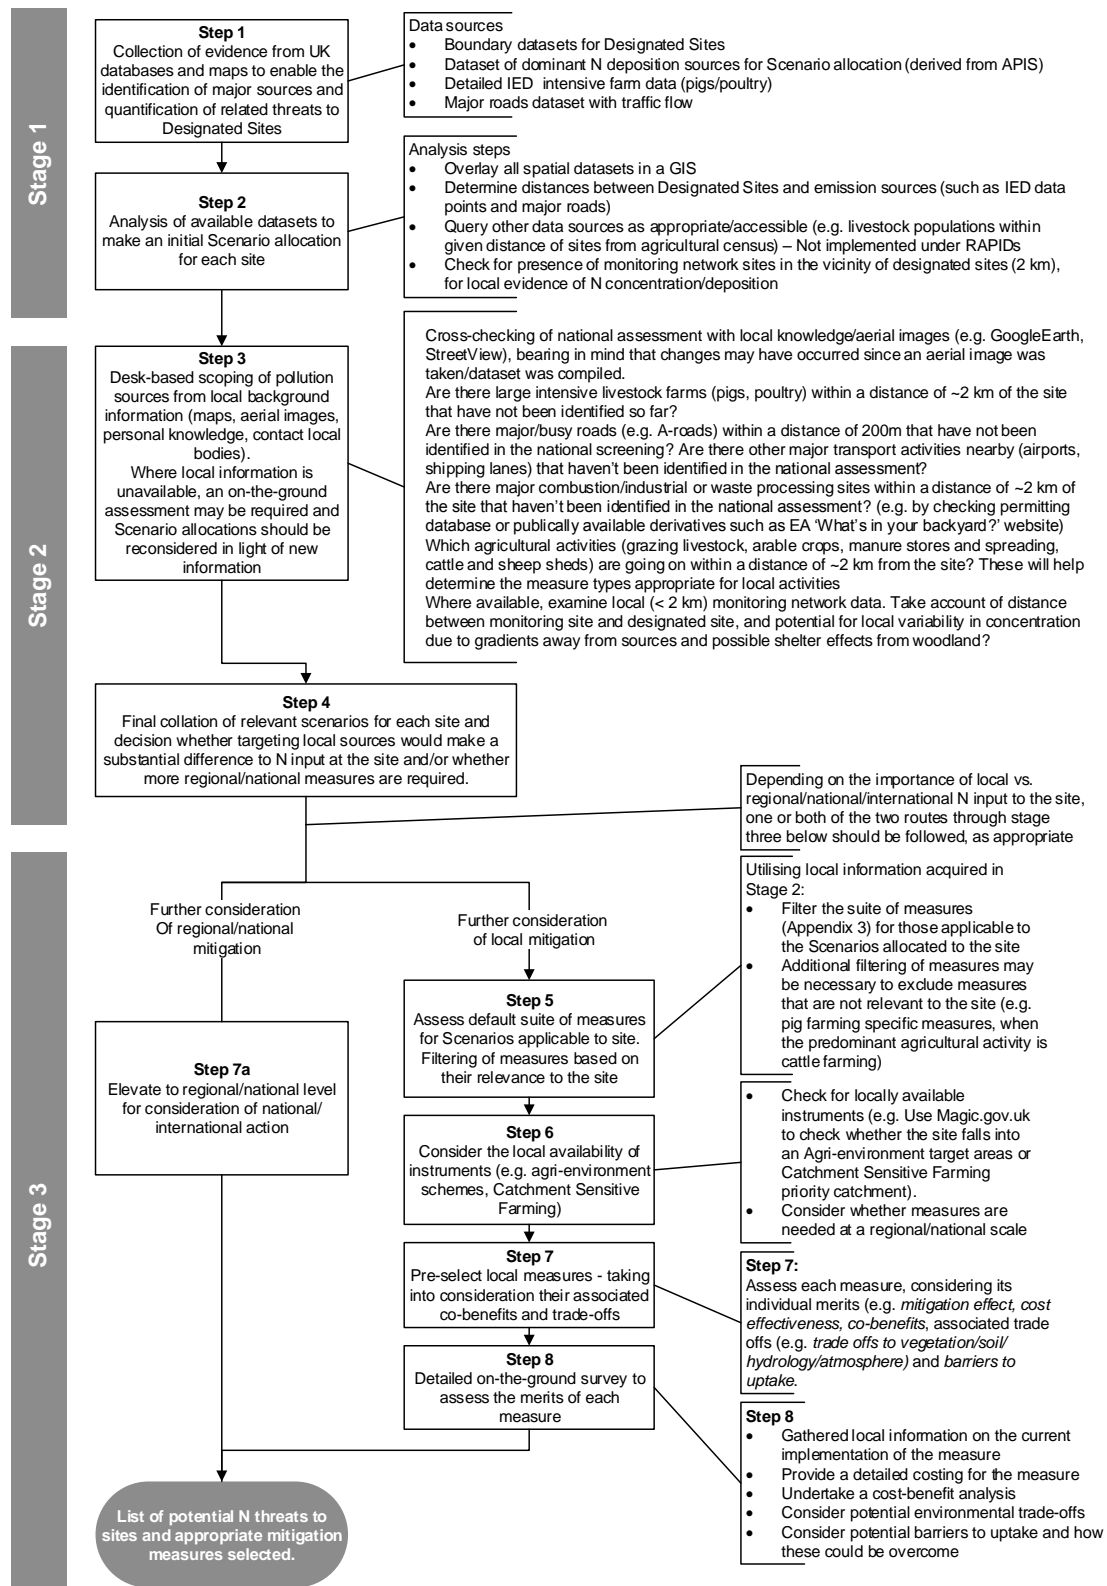 Stage 1
Step 1
Collection of evidence from UK
databases and maps to enable the
identification of major sources and
quantification of related threats to
Designated Sites
Data sources
• Boundary datasets for Designated Sites
• Dataset of dominant N deposition sources for Scenario allocation (derived from APIS)
• Detailed IED intensive farm data (pigs/poultry)
• Major roads dataset with traffic flow
Step 2
Analysis of available datasets to
make an initial Scenario allocation
for each site
Analysis steps
• Overlay all spatial datasets in a GIS
• Determine distances between Designated Sites and emission sources (such as IED data
points and major roads)
• Query other data sources as appropriate/accessible (e.g. livestock populations within
given distance of sites from agricultural census) – Not implemented under RAPIDs
• Check for presence of monitoring network sites in the vicinity of designated sites (2 km),
for local evidence of N concentration/deposition
Stage 2
Step 3
Desk-based scoping of pollution
sources from local background
information (maps, aerial images,
personal knowledge, contact local
bodies).
Where local information is
unavailable, an on-the-ground
assessment may be required and
Scenario allocations should be
reconsidered in light of new
information
Cross-checking of national assessment with local knowledge/aerial images (e.g. GoogleEarth,
StreetView), bearing in mind that changes may have occurred since an aerial image was
taken/dataset was compiled.
Are there large intensive livestock farms (pigs, poultry) within a distance of ~2 km of the site
that have not been identified so far?
Are there major/busy roads (e.g. A-roads) within a distance of 200m that have not been
identified in the national screening? Are there other major transport activities nearby (airports,
shipping lanes) that haven't been identified in the national assessment?
Are there major combustion/industrial or waste processing sites within a distance of ~2 km of
the site that haven't been identified in the national assessment? (e.g. by checking permitting
database or publically available derivatives such as EA 'What's in your backyard?' website)
Which agricultural activities (grazing livestock, arable crops, manure stores and spreading,
cattle and sheep sheds) are going on within a distance of ~2 km from the site? These will help
determine the measure types appropriate for local activities
Where available, examine local (< 2 km) monitoring network data. Take account of distance
between monitoring site and designated site, and potential for local variability in concentration
due to gradients away from sources and possible shelter effects from woodland?
Step 4
Final collation of relevant scenarios for each site and
decision whether targeting local sources would make a
substantial difference to N input at the site and/or whether
more regional/national measures are required.
Depending on the importance of local vs.
regional/national/international N input to the site,
one or both of the two routes through stage
three below should be followed, as appropriate
Stage 3
Further consideration
Of regional/national
mitigation
Further consideration
of local mitigation
Step 5
Assess default suite of measures
for Scenarios applicable to site.
Filtering of measures based on
their relevance to the site
Utilising local information acquired in
Stage 2:
• Filter the suite of measures
(Appendix 3) for those applicable to
the Scenarios allocated to the site
• Additional filtering of measures may
be necessary to exclude measures
that are not relevant to the site (e.g.
pig farming specific measures, when
the predominant agricultural activity is
cattle farming)
Step 7a
Elevate to regional/national level
for consideration of national/
international action
Step 6
Consider the local availability of
instruments (e.g. agri-environment
schemes, Catchment Sensitive
Farming)
• Check for locally available
instruments (e.g. Use Magic.gov.uk
to check whether the site falls into
an Agri-environment target areas or
Catchment Sensitive Farming
priority catchment).
• Consider whether measures are
needed at a regional/national scale
Step 7
Pre-select local measures - taking
into consideration their associated
co-benefits and trade-offs
Step 7:
Assess each measure, considering its
individual merits (e.g. mitigation effect, cost
effectiveness, co-benefits, associated trade
offs (e.g. trade offs to vegetation/soil/
hydrology/atmosphere) and barriers to
uptake.
Step 8
Detailed on-the-ground survey to
assess the merits of each
measure
Step 8
• Gathered local information on the current
implementation of the measure
• Provide a detailed costing for the measure
• Undertake a cost-benefit analysis
• Consider potential environmental trade-offs
• Consider potential barriers to uptake and how
these could be overcome
List of potential N threats to
sites and appropriate mitigation
measures selected.